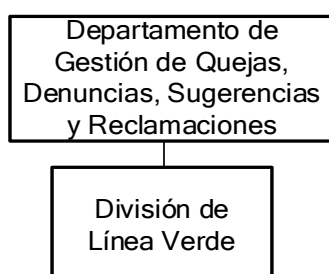 Departamento de
Gestión de Quejas,
Denuncias, Sugerencias
y Reclamaciones
División de
Línea Verde